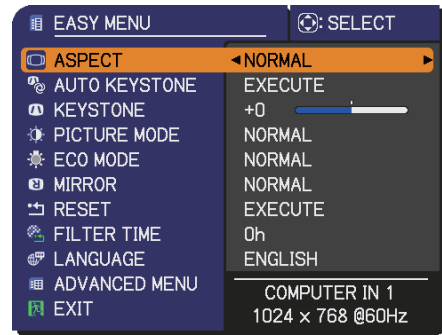 EASY MENU : SELECT
ASPECT NORMAL
AUTO KEYSTONE EXECUTE
KEYSTONE +0
PICTURE MODE NORMAL
ECO MODE NORMAL
MIRROR NORMAL
RESET EXECUTE
FILTER TIME 0h
LANGUAGE ENGLISH
ADVANCED MENU
EXIT
COMPUTER IN 1
1024 × 768 @60Hz